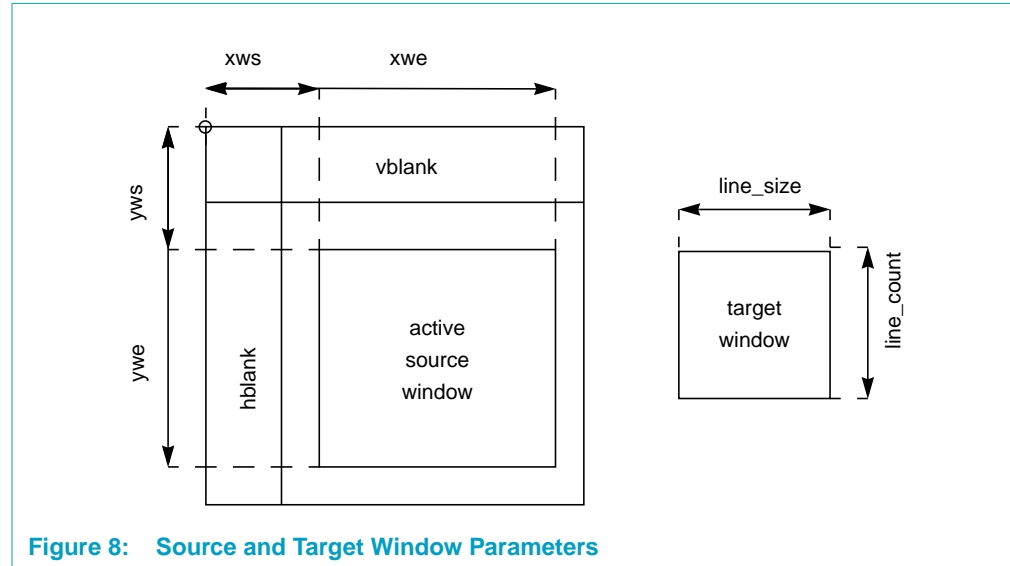 xws
xwe
vblank
yws
line_size
line_count
active
source
window
target
window
ywe
hblank
Figure 8: Source and Target Window Parameters